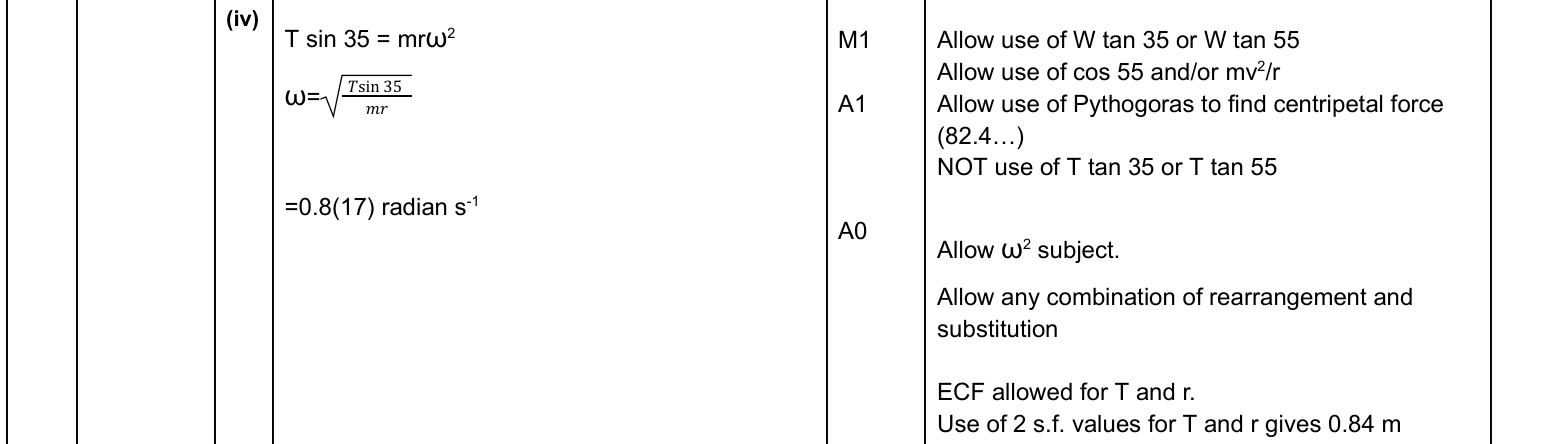 (iv)
T sin 35 = mrω²
ω=√(Tsin 35 / mr)
=0.8(17) radian s⁻¹
M1
A1
A0
Allow use of W tan 35 or W tan 55
Allow use of cos 55 and/or mv²/r
Allow use of Pythogoras to find centripetal force
(82.4…)
NOT use of T tan 35 or T tan 55
Allow ω² subject.
Allow any combination of rearrangement and
substitution
ECF allowed for T and r.
Use of 2 s.f. values for T and r gives 0.84 m